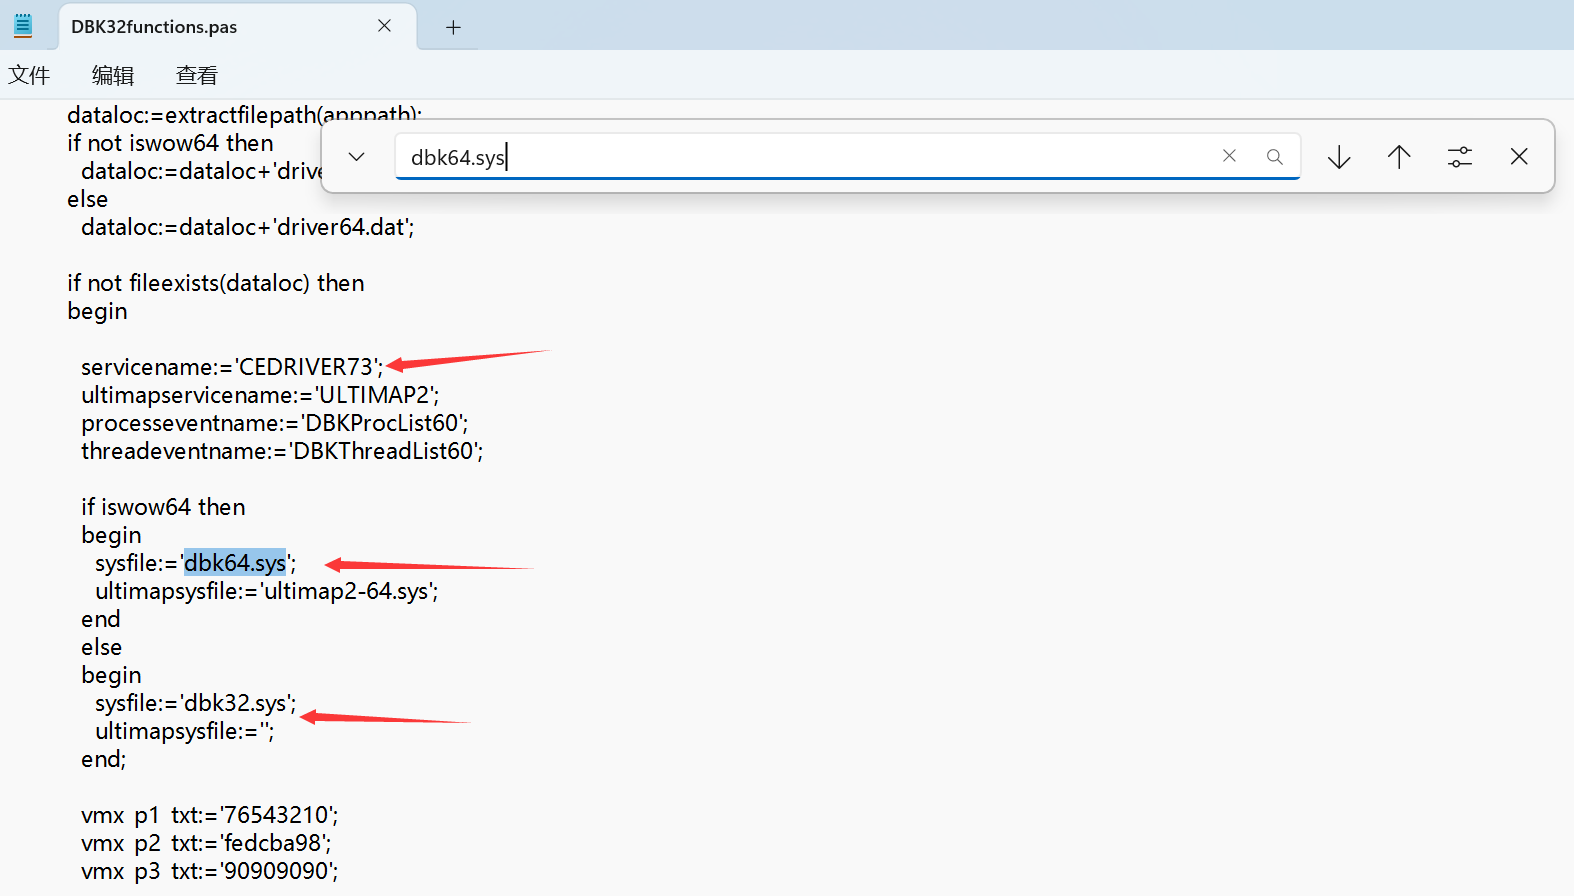 DBK32functions.pas
文件 编辑 查看
dataloc:=extractfilepath(apppath);
dbk64.sys
if not iswow64 then
dataloc:=dataloc+'drive
else
dataloc:=dataloc+'driver64.dat';
if not fileexists(dataloc) then
begin
servicename:='CEDRIVER73';
ultimapservicename:='ULTIMAP2';
processeventname:='DBKProcList60';
threadeventname:='DBKThreadList60';
if iswow64 then
begin
sysfile:='dbk64.sys';
ultimapsysfile:='ultimap2-64.sys';
end
else
begin
sysfile:='dbk32.sys';
ultimapsysfile:='';
end;
vmx_p1_txt:='76543210';
vmx_p2_txt:='fedcba98';
vmx_p3_txt:='90909090';